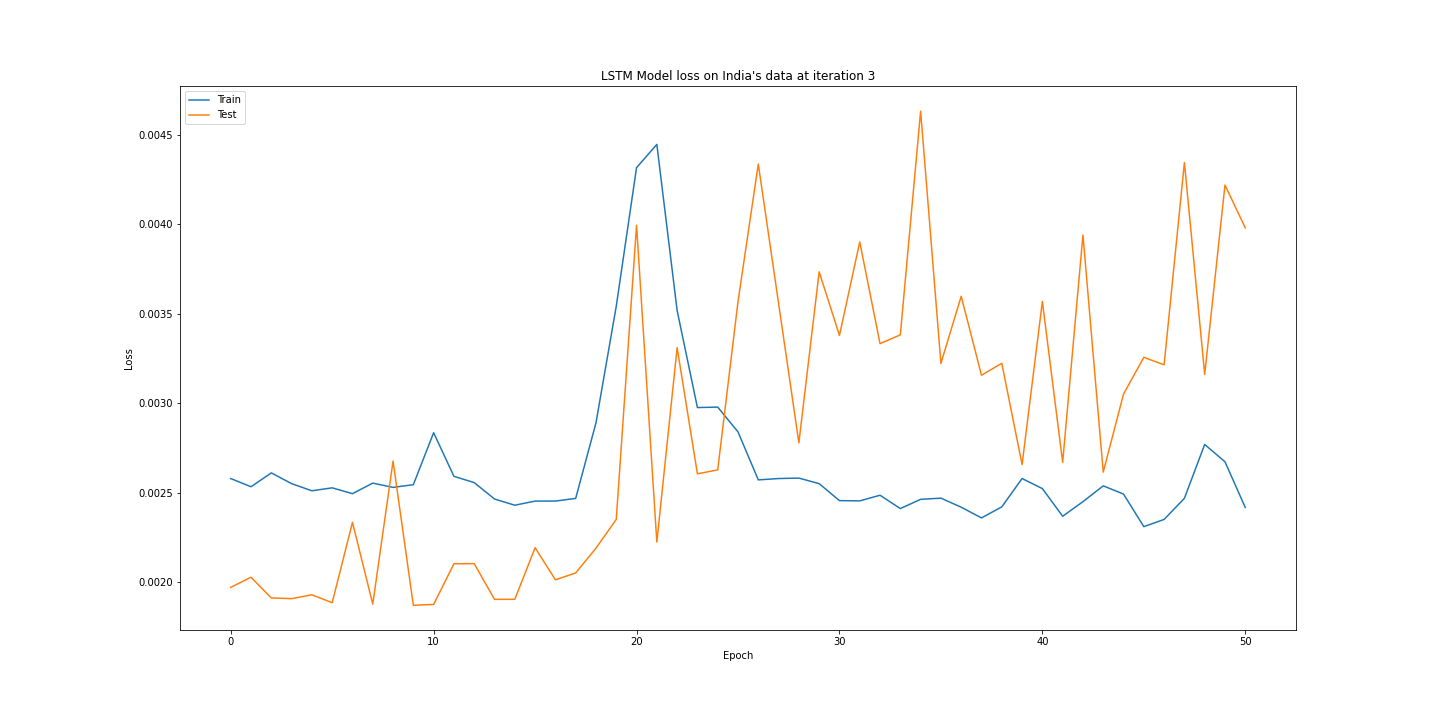 LSTM Model loss on India's data at iteration 3
Train
Test
0.0045
0.0040
0.0035
0.0030
0.0025
0.0020
Loss
0 10 20 30 40 50
Epoch